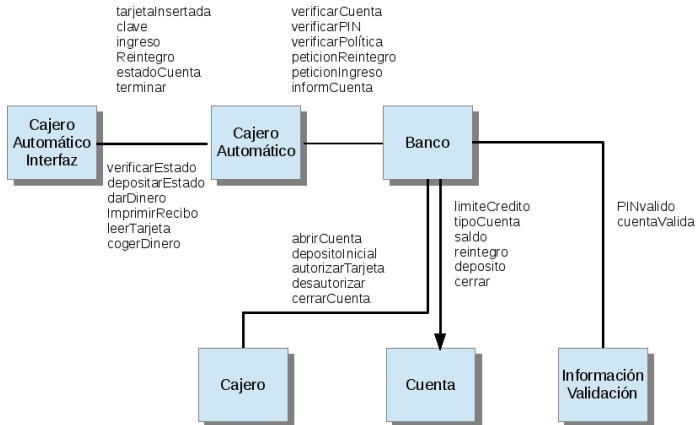 tarjetaInsertada
clave
ingreso
Reintegro
estadoCuenta
terminar
verificarCuenta
verificarPIN
verificarPolítica
peticionReintegro
peticionIngreso
informCuenta
Cajero
Automático
Interfaz
Cajero
Automático
Banco
verificarEstado
depositarEstado
darDinero
ImprimirRecibo
leerTarjeta
cogerDinero
abrirCuenta
depositoInicial
autorizarTarjeta
desautorizar
cerrarCuenta
limiteCredito
tipoCuenta
saldo
reintegro
deposito
cerrar
PINvalido
cuentaValida
Cajero
Cuenta
Información
Validación